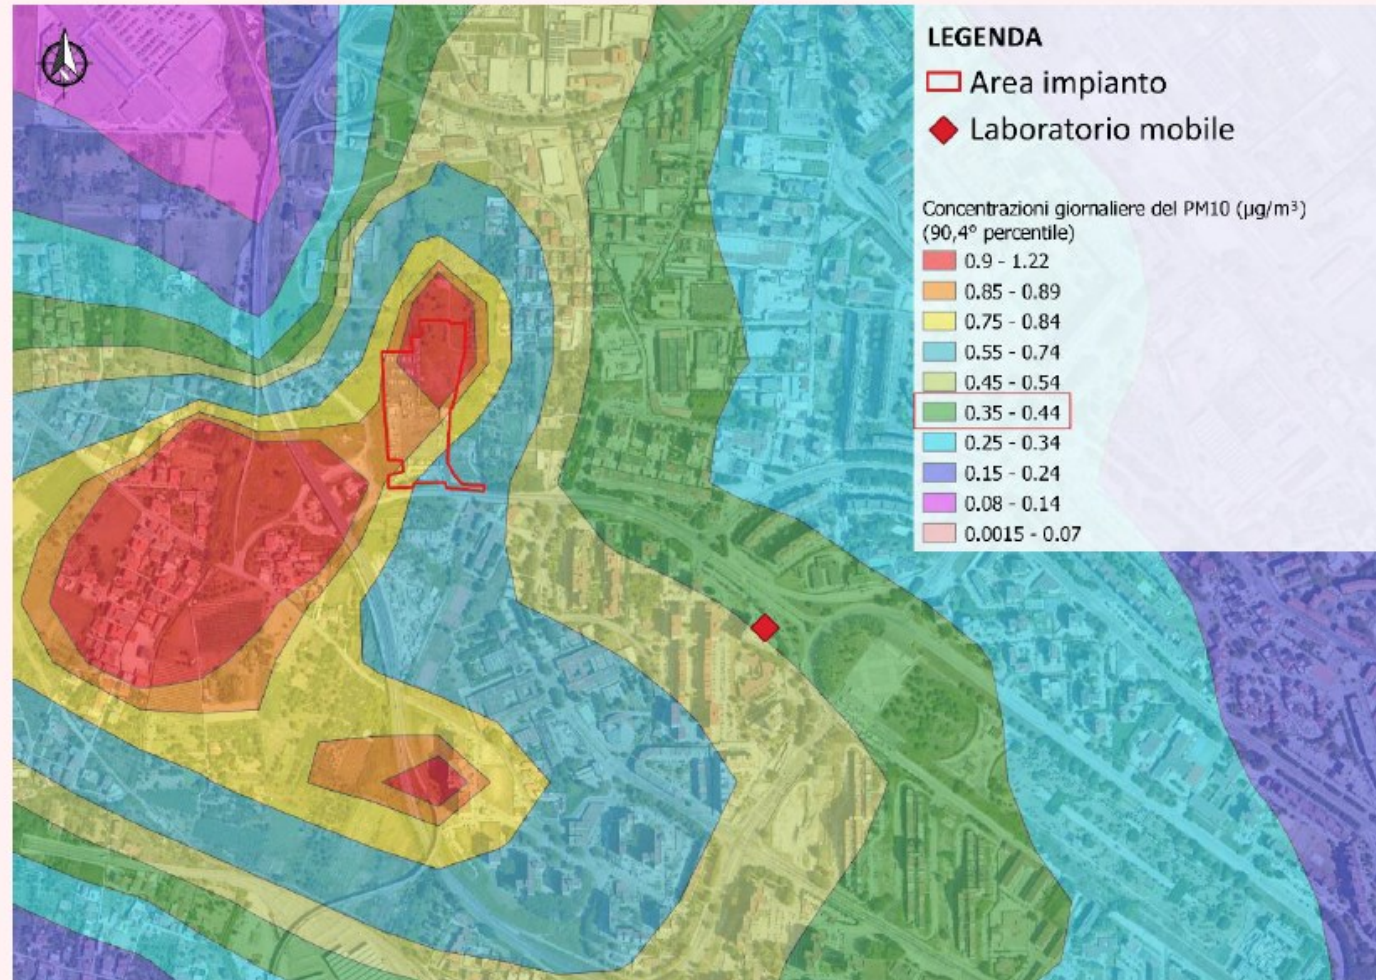 LEGENDA
Area impianto
Laboratorio mobile
Concentrazioni giornaliere del PM10 (µg/m³)
(90,4° percentile)
0.9 - 1.22
0.85 - 0.89
0.75 - 0.84
0.55 - 0.74
0.45 - 0.54
0.35 - 0.44
0.25 - 0.34
0.15 - 0.24
0.08 - 0.14
0.0015 - 0.07